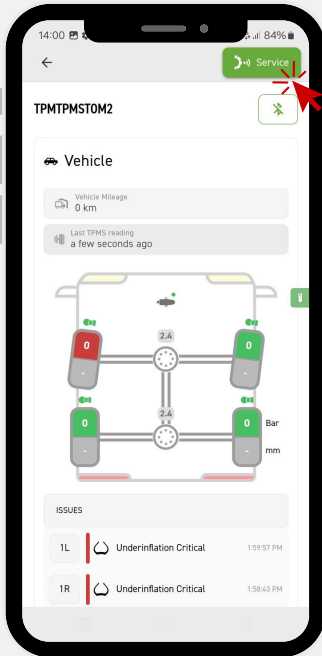 14:00 84%
Service
TPMTPMSTOM2
Vehicle
Vehicle Mileage
0 km
Last TPMS reading
a few seconds ago
2.4
0 0
- -
2.4
0 0 Bar
- - mm
ISSUES
1L Underinflation Critical 1:59:57 PM
1R Underinflation Critical 1:58:43 PM